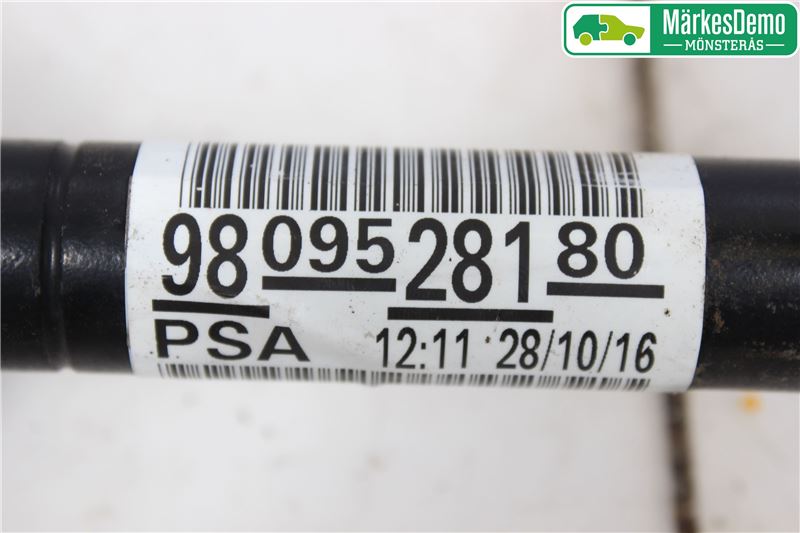 MärkesDemo
MÖNSTERÅS
98 095 281 80
PSA 12:11 28/10/16